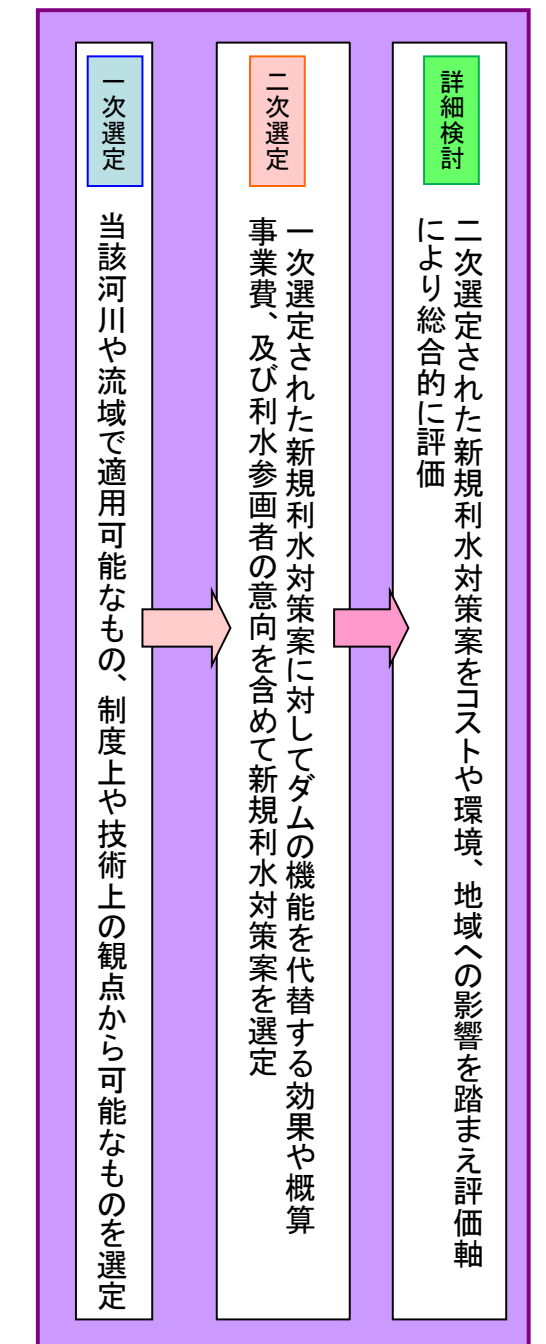 一次選定
当該河川や流域で適用可能なもの、制度上や技術上の観点から可能なものを選定
二次選定
一次選定された新規利水対策案に対してダムの機能を代替する効果や概算
事業費、及び利水参画者の意向を含めて新規利水対策案を選定
詳細検討
二次選定された新規利水対策案をコストや環境、地域への影響を踏まえ評価軸
により総合的に評価